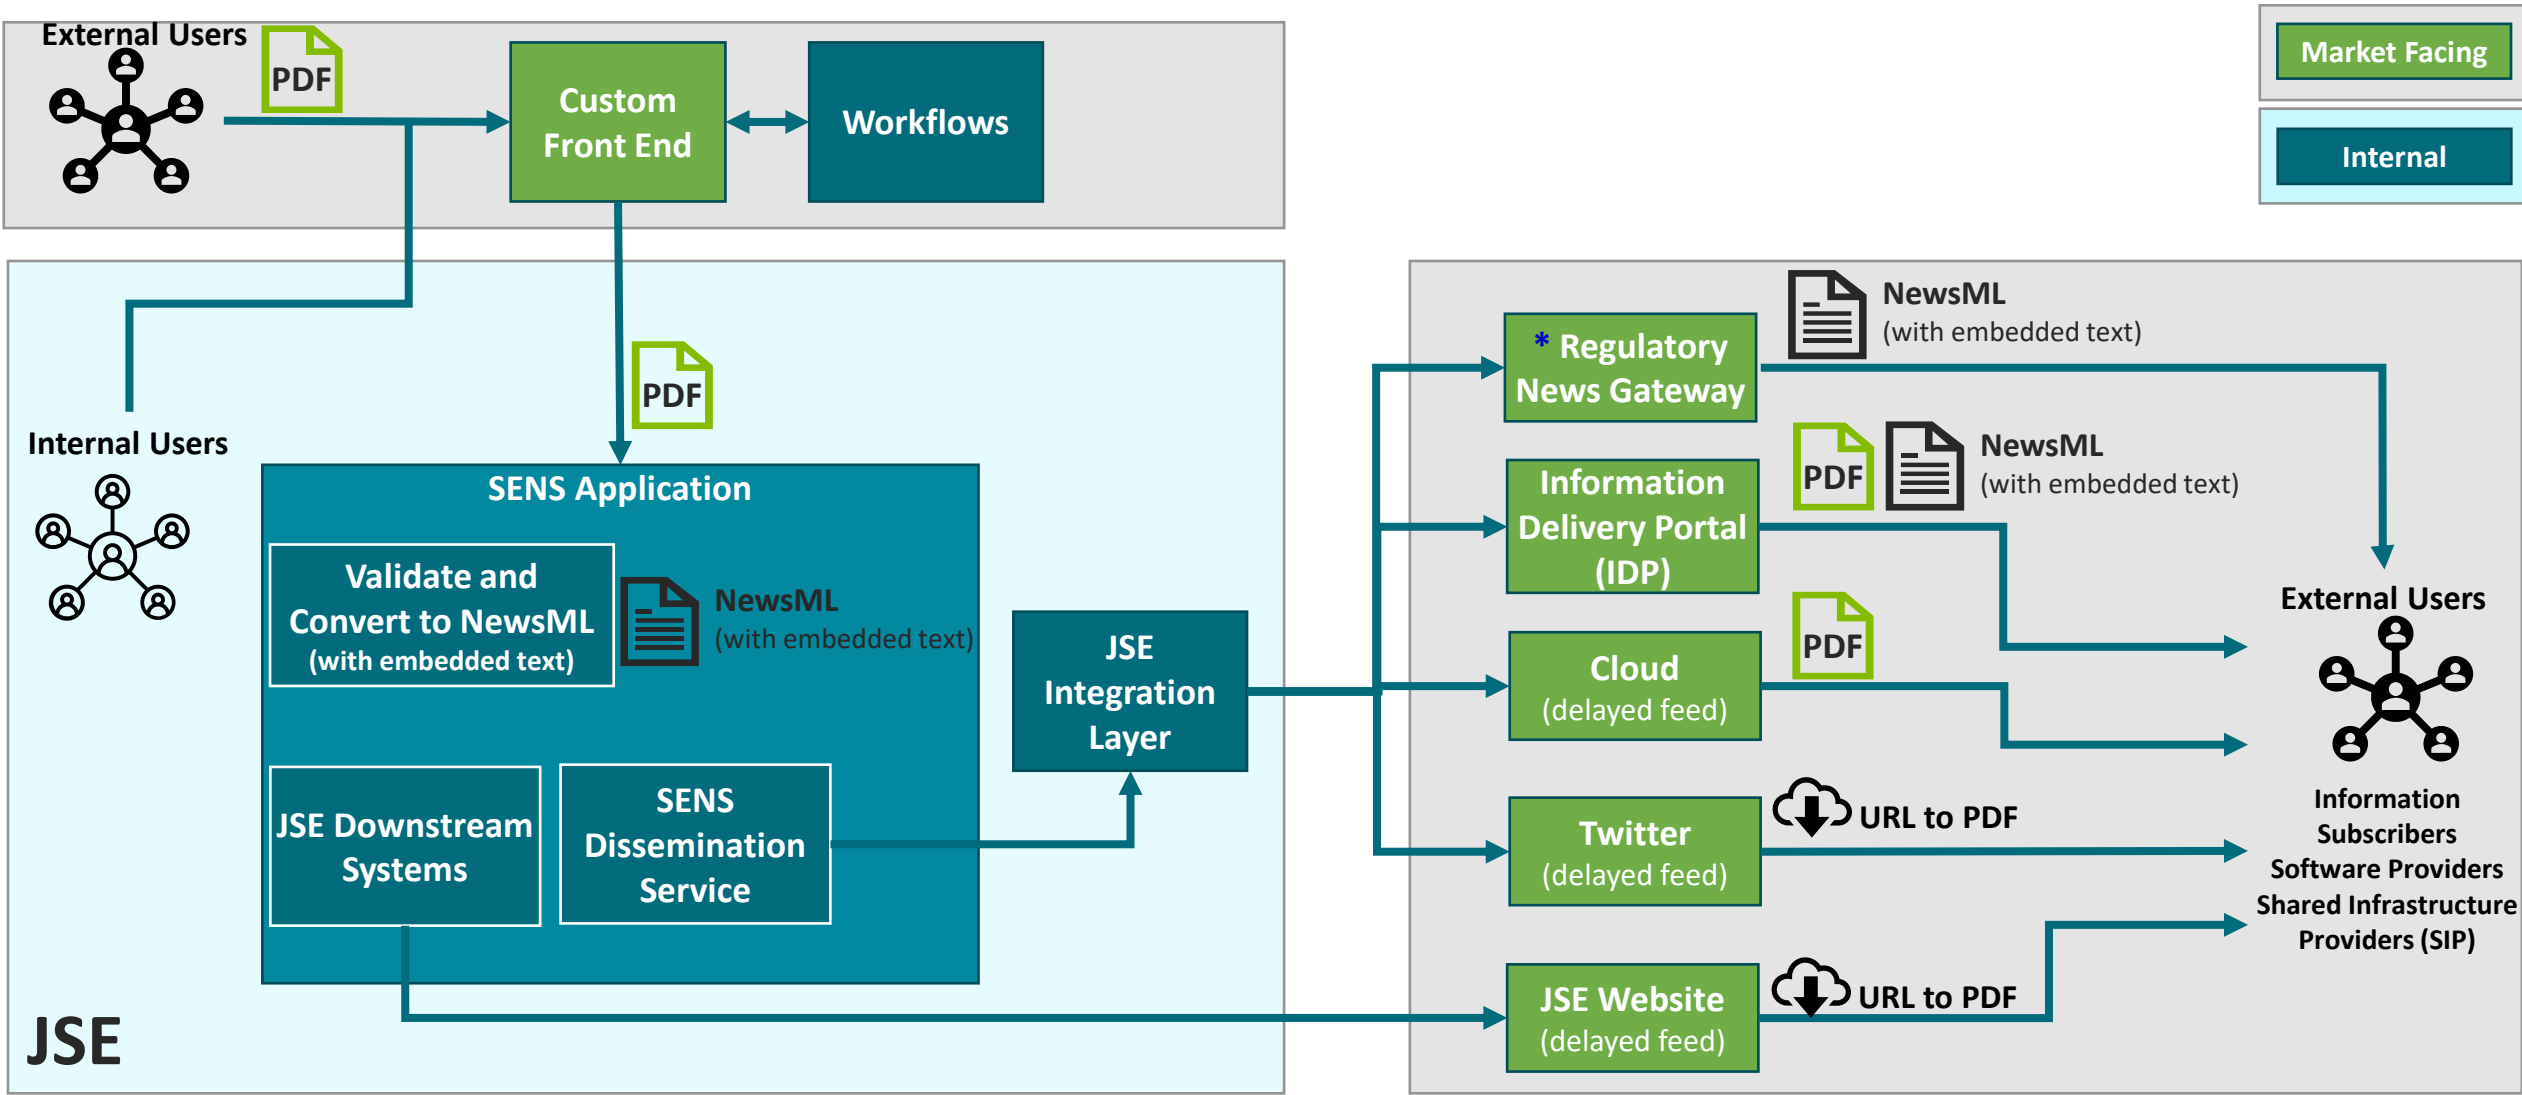 External Users
PDF
Custom
Front End
Workflows
Market Facing
Internal
Internal Users
PDF
SENS Application
Validate and
Convert to NewsML
(with embedded text)
NewsML
(with embedded text)
JSE Downstream
Systems
SENS
Dissemination
Service
JSE
Integration
Layer
JSE
* Regulatory
News Gateway
NewsML
(with embedded text)
Information
Delivery Portal
(IDP)
PDF
NewsML
(with embedded text)
Cloud
(delayed feed)
PDF
Twitter
(delayed feed)
URL to PDF
JSE Website
(delayed feed)
URL to PDF
External Users
Information
Subscribers
Software Providers
Shared Infrastructure
Providers (SIP)